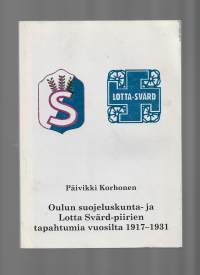 S
LOTTA-SVÄRD
Päivikki Korhonen
Oulun suojeluskunta- ja
Lotta Svärd-piirien
tapahtumia vuosilta 1917–1931